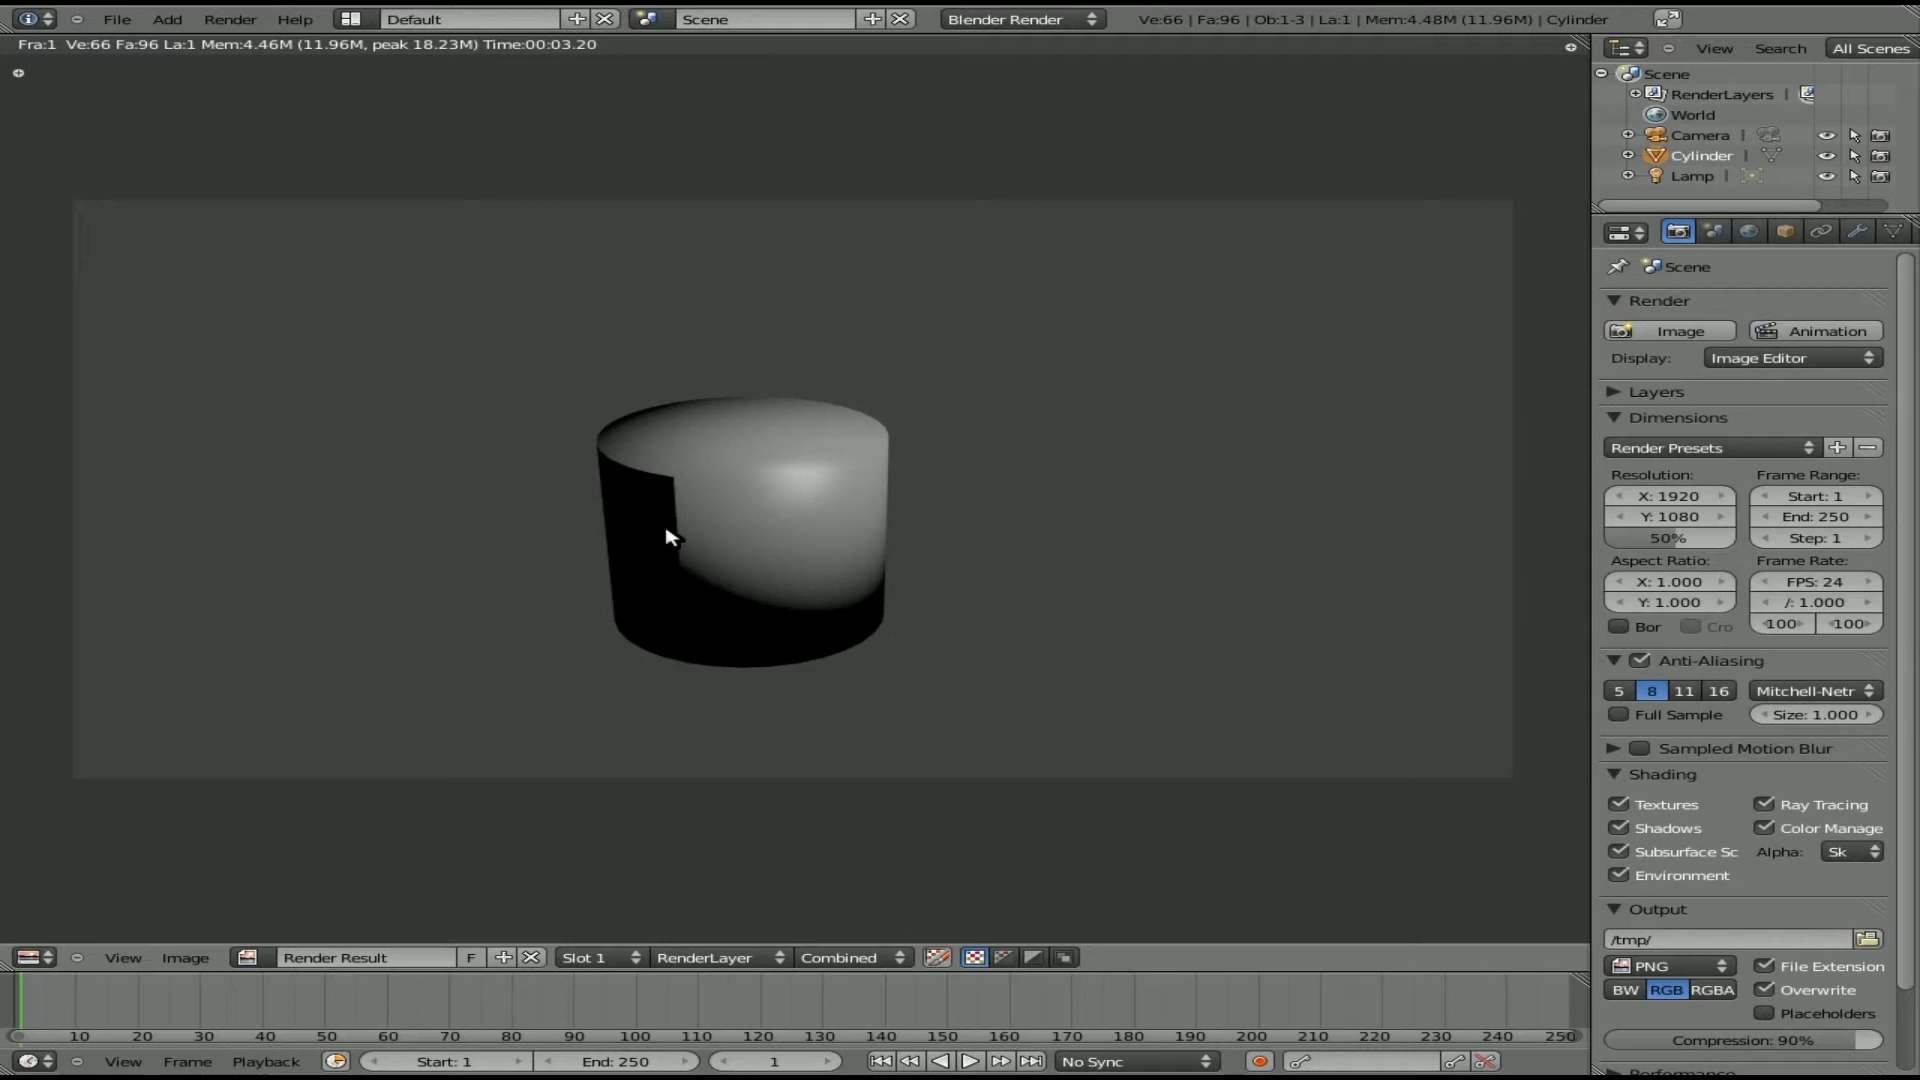 File Add Render Help Default Scene Blender Render Ve:66 | Fa:96 | Ob:1-3 | La:1 | Mem:4.48M (11.96M) | Cylinder
Fra:1 Ve:66 Fa:96 La:1 Mem:4.46M (11.96M, peak 18.23M) Time:00:03.20
View Search All Scenes
Scene
RenderLayers
World
Camera
Cylinder
Lamp
Scene
Render
Image Animation
Display: Image Editor
Layers
Dimensions
Render Presets
Resolution: Frame Range:
X: 1920 Start: 1
Y: 1080 End: 250
50% Step: 1
Aspect Ratio: Frame Rate:
X: 1.000 FPS: 24
Y: 1.000 /: 1.000
Bor Cro 100 100
Anti-Aliasing
5 8 11 16 Mitchell-Netr
Full Sample Size: 1.000
Sampled Motion Blur
Shading
Textures Ray Tracing
Shadows Color Manage
Subsurface Sc Alpha: Sk
Environment
Output
/tmp/
PNG File Extension
BW RGB RGBA Overwrite
Placeholders
Compression: 90%
View Image Render Result F Slot 1 RenderLayer Combined
10 20 30 40 50 60 70 80 90 100 110 120 130 140 150 160 170 180 190 200 210 220 230 240 250
View Frame Playback Start: 1 End: 250 1 No Sync